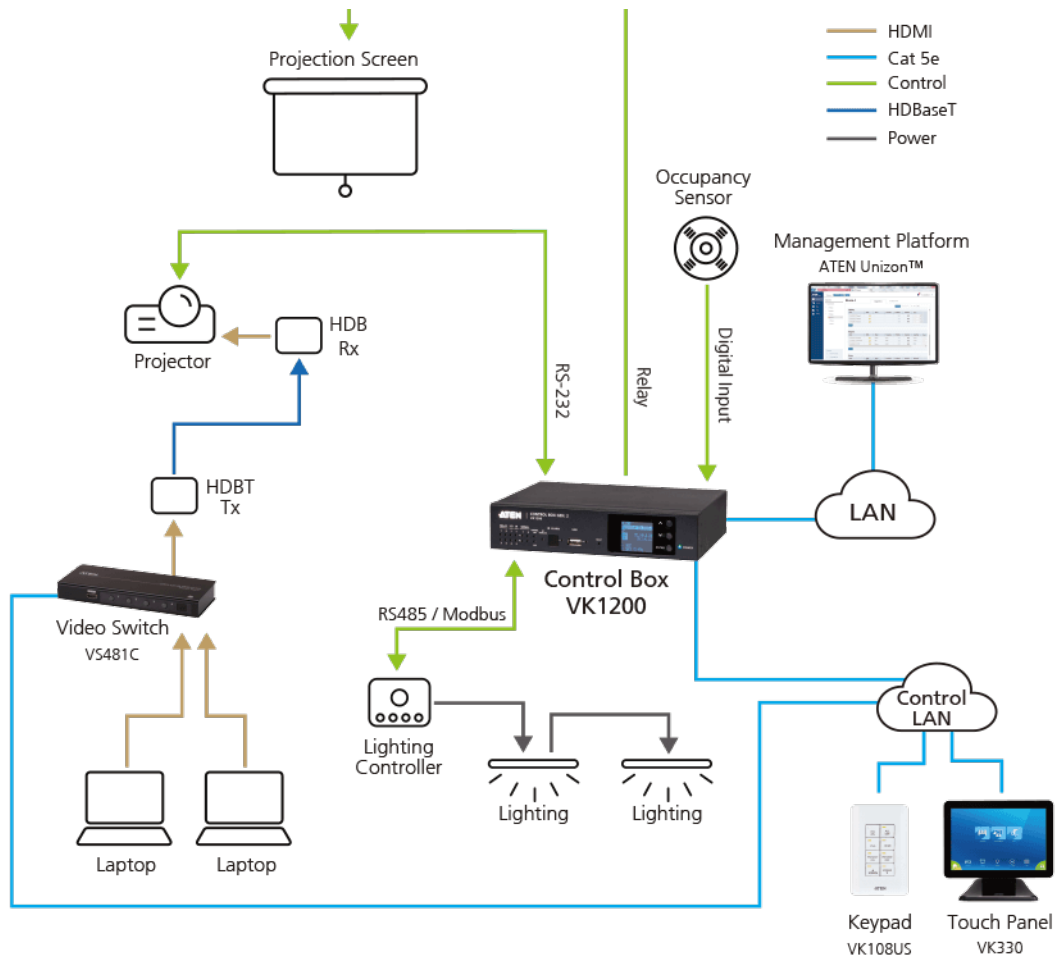 HDMI
Cat 5e
Control
HDBaseT
Power
Projection Screen
Occupancy
Sensor
Management Platform
ATEN Unizon™
HDB
Rx
Projector
RS-232
Relay
Digital Input
HDBT
Tx
LAN
ATEN
Control Box
VK1200
RS485 / Modbus
Video Switch
VS481C
Control
LAN
Lighting
Controller
Lighting
Lighting
Laptop
Laptop
ATEN
Keypad
VK108US
Touch Panel
VK330